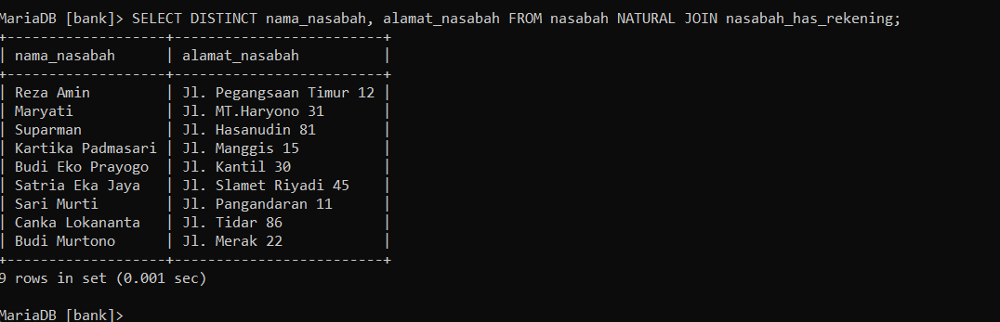 MariaDB [bank]> SELECT DISTINCT nama_nasabah, alamat_nasabah FROM nasabah NATURAL JOIN nasabah_has_rekening;
+-------------------+-------------------------+
| nama_nasabah      | alamat_nasabah          |
+-------------------+-------------------------+
| Reza Amin         | Jl. Pegangsaan Timur 12 |
| Maryati           | Jl. MT.Haryono 31       |
| Suparman          | Jl. Hasanudin 81        |
| Kartika Padmasari | Jl. Manggis 15          |
| Budi Eko Prayogo  | Jl. Kantil 30           |
| Satria Eka Jaya   | Jl. Slamet Riyadi 45    |
| Sari Murti        | Jl. Pangandaran 11      |
| Canka Lokananta   | Jl. Tidar 86            |
| Budi Murtono      | Jl. Merak 22            |
+-------------------+-------------------------+
9 rows in set (0.001 sec)

MariaDB [bank]>